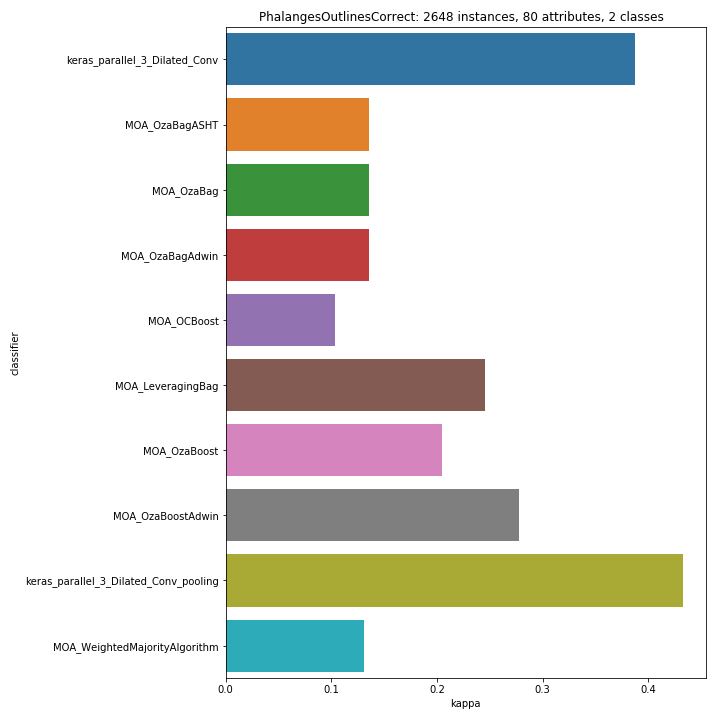 PhalangesOutlinesCorrect: 2648 instances, 80 attributes, 2 classes
classifier
keras_parallel_3_Dilated_Conv
MOA_OzaBagASHT
MOA_OzaBag
MOA_OzaBagAdwin
MOA_OCBoost
MOA_LeveragingBag
MOA_OzaBoost
MOA_OzaBoostAdwin
keras_parallel_3_Dilated_Conv_pooling
MOA_WeightedMajorityAlgorithm
0.0 0.1 0.2 0.3 0.4
kappa